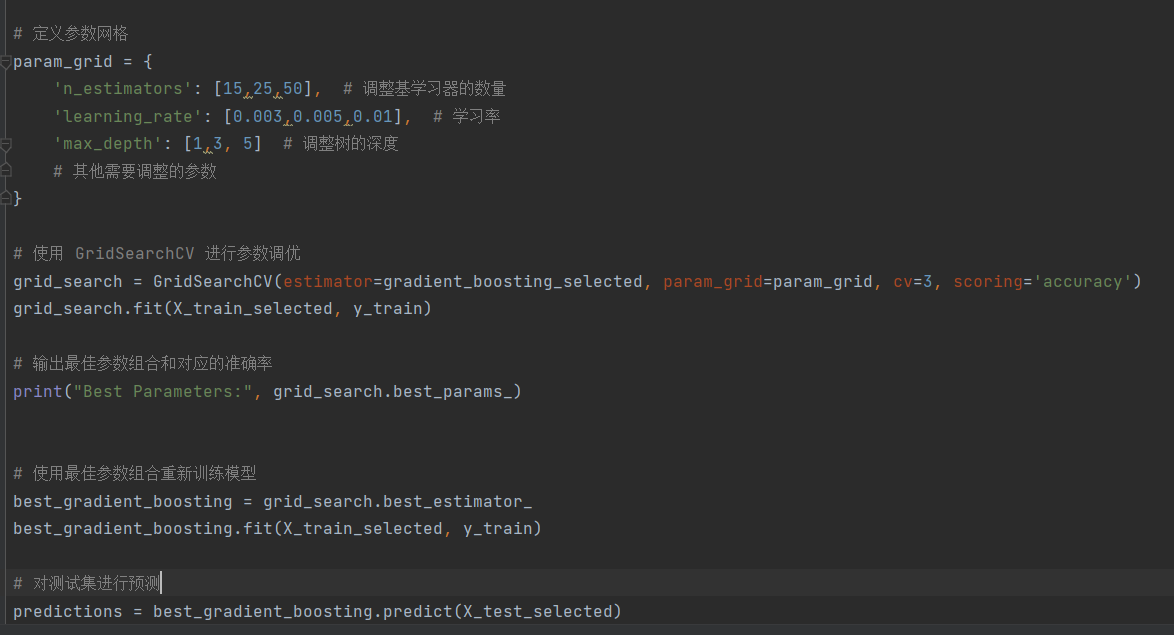 # 定义参数网格
param_grid = {
    'n_estimators': [15,25,50],  # 调整基学习器的数量
    'learning_rate': [0.003,0.005,0.01],  # 学习率
    'max_depth': [1,3, 5]  # 调整树的深度
    # 其他需要调整的参数
}
# 使用 GridSearchCV 进行参数调优
grid_search = GridSearchCV(estimator=gradient_boosting_selected, param_grid=param_grid, cv=3, scoring='accuracy')
grid_search.fit(X_train_selected, y_train)
# 输出最佳参数组合和对应的准确率
print("Best Parameters:", grid_search.best_params_)
# 使用最佳参数组合重新训练模型
best_gradient_boosting = grid_search.best_estimator_
best_gradient_boosting.fit(X_train_selected, y_train)
# 对测试集进行预测
predictions = best_gradient_boosting.predict(X_test_selected)